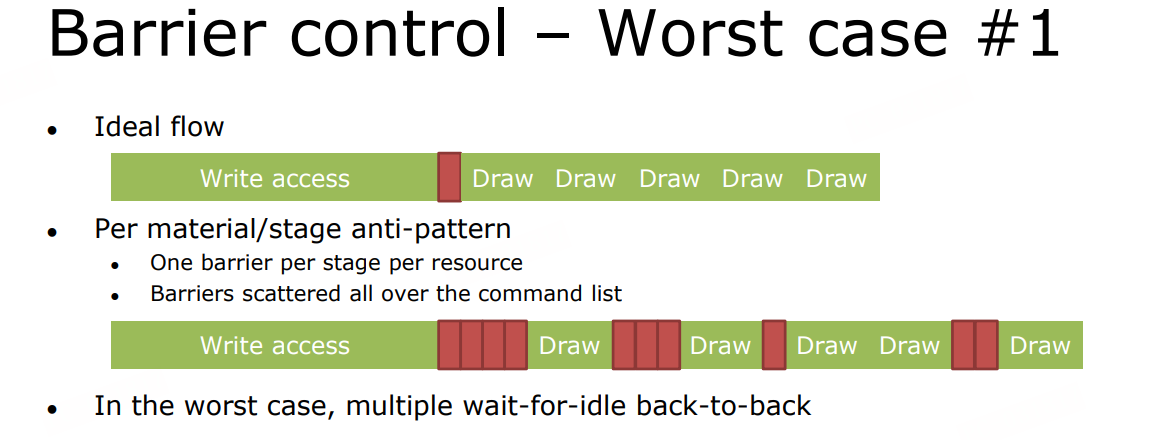 Barrier control – Worst case #1
• Ideal flow
Write access Draw Draw Draw Draw Draw
• Per material/stage anti-pattern
• One barrier per stage per resource
• Barriers scattered all over the command list
Write access Draw Draw Draw Draw Draw
• In the worst case, multiple wait-for-idle back-to-back